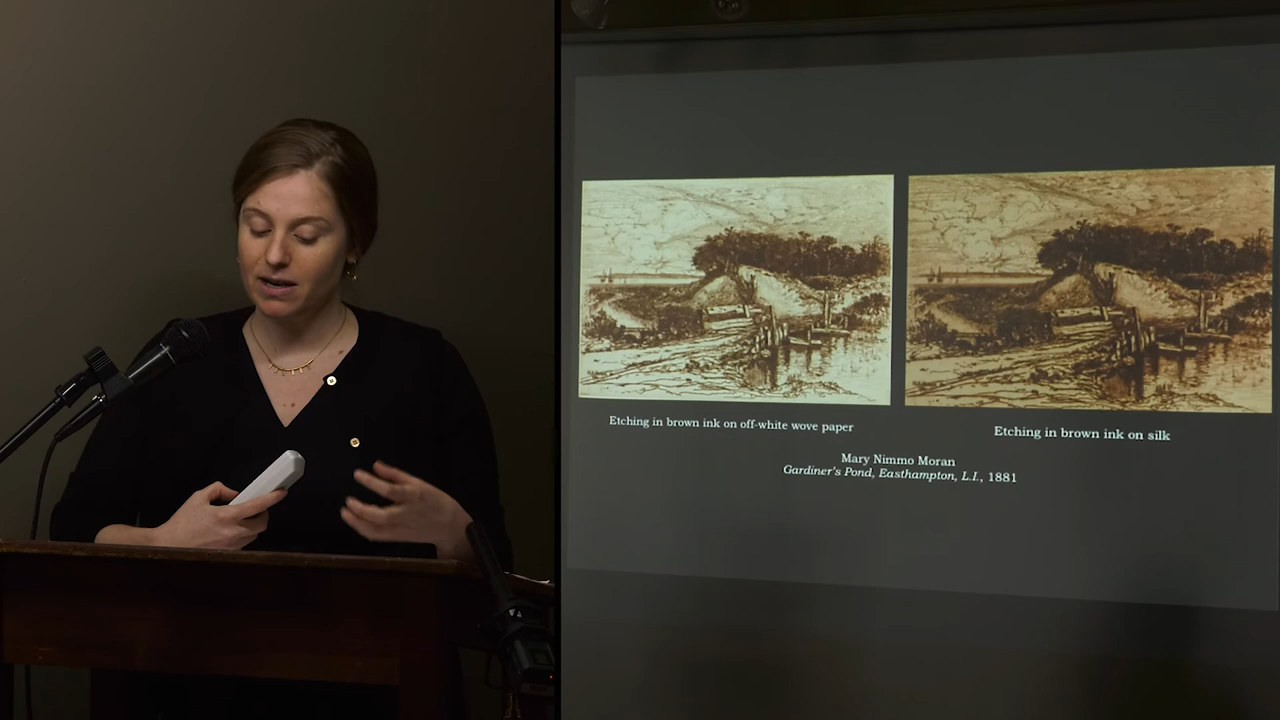 Etching in brown ink on off-white wove paper
Etching in brown ink on silk
Mary Nimmo Moran
Gardiner's Pond, Easthampton, L.I., 1881